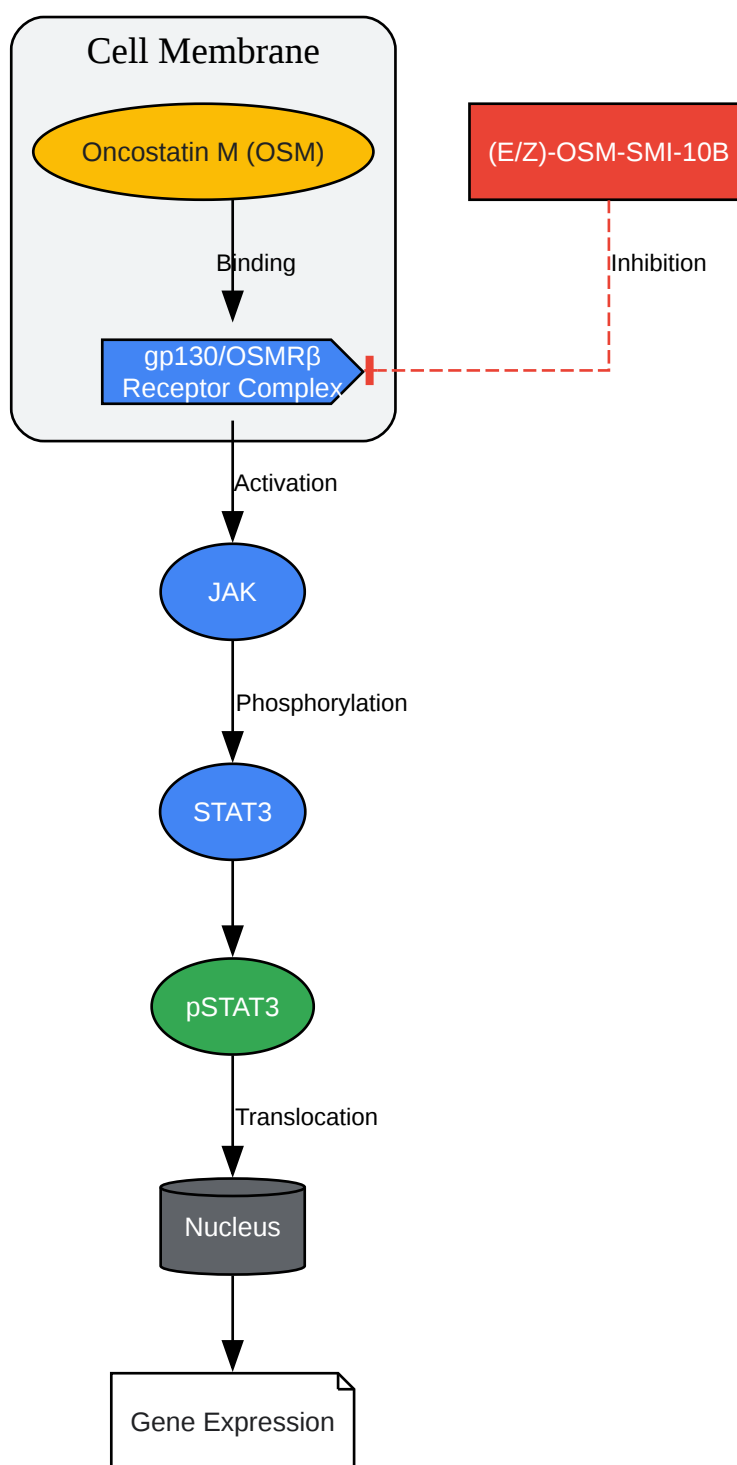 Cell Membrane
Oncostatin M (OSM)
(E/Z)-OSM-SMI-10B
Binding
Inhibition
gp130/OSMRβ
Receptor Complex
Activation
JAK
Phosphorylation
STAT3
pSTAT3
Translocation
Nucleus
Gene Expression